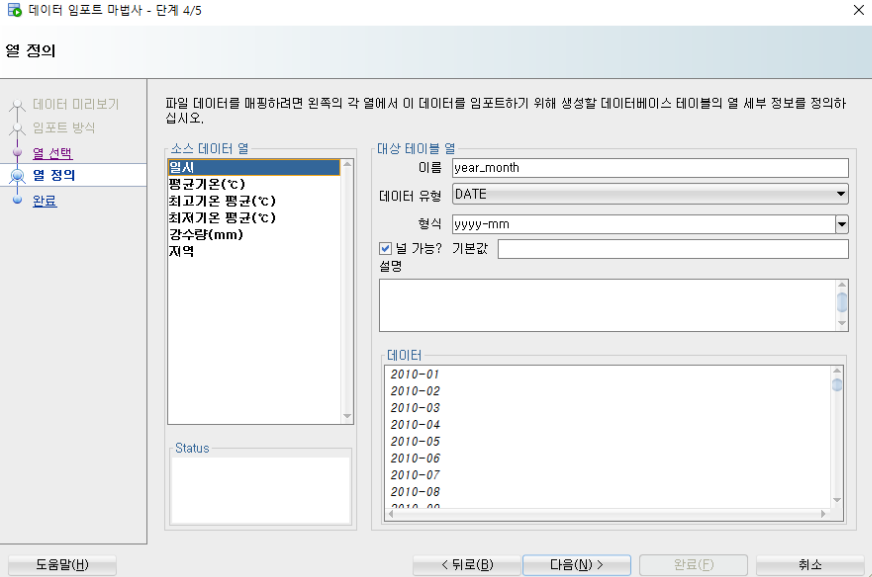 데이터 임포트 마법사 - 단계 4/5
열 정의
데이터 미리보기
임포트 방식
열 선택
열 정의
완료
파일 데이터를 매핑하려면 왼쪽의 각 열에서 이 데이터를 임포트하기 위해 생성할 데이터베이스 테이블의 열 세부 정보를 정의하
십시오.
소스 데이터 열
일시
평균기온(℃)
최고기온 평균(℃)
최저기온 평균(℃)
강수량(mm)
지역
Status
대상 테이블 열
이름 year_month
데이터 유형 DATE
형식 yyyy-mm
널 가능? 기본값
설명
데이터
2010-01
2010-02
2010-03
2010-04
2010-05
2010-06
2010-07
2010-08
2010-09
도움말(H) < 뒤로(B) 다음(N) > 완료(F) 취소